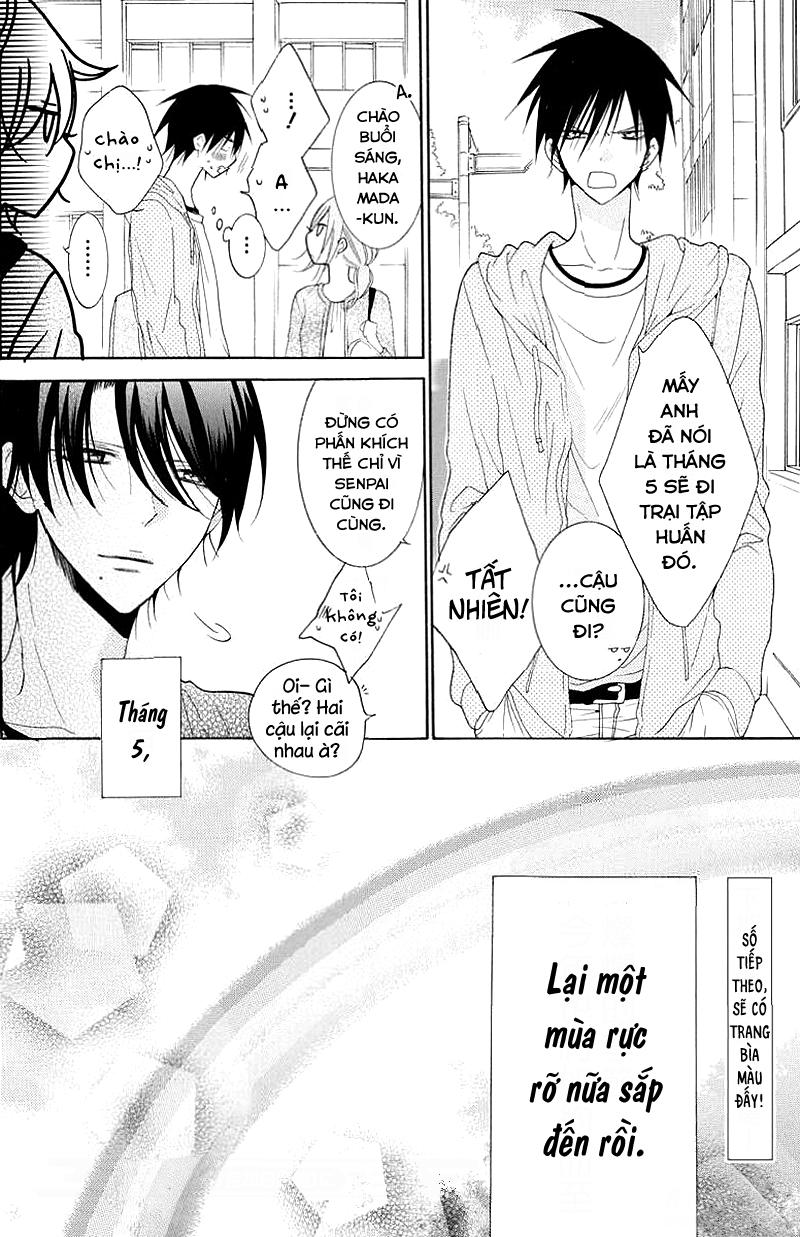 MẤY
ANH
ĐÃ NÓI
LÀ THÁNG
5 SẼ ĐI
TRẠI TẬP
HUẤN
ĐÓ.
...CẬU
CŨNG
ĐI?
TẤT
NHIÊN!
A.
CHÀO
BUỔI
SÁNG,
HAKA
MADA
-KUN.
...!
A
...
...
chào
chị...!
ĐỪNG CÓ
PHẤN KHÍCH
THẾ CHỈ VÌ
SENPAI
CŨNG ĐI
CÙNG.
Tôi
không
có!
Oi- Gì
thế? Hai
cậu lại cãi
nhau à?
Tháng
5,
Lại một
mùa rực
rỡ nữa sắp
đến rồi.
SỐ
TIẾP
THEO,
SẼ CÓ
TRANG
BÌA
MÀU
ĐẤY!